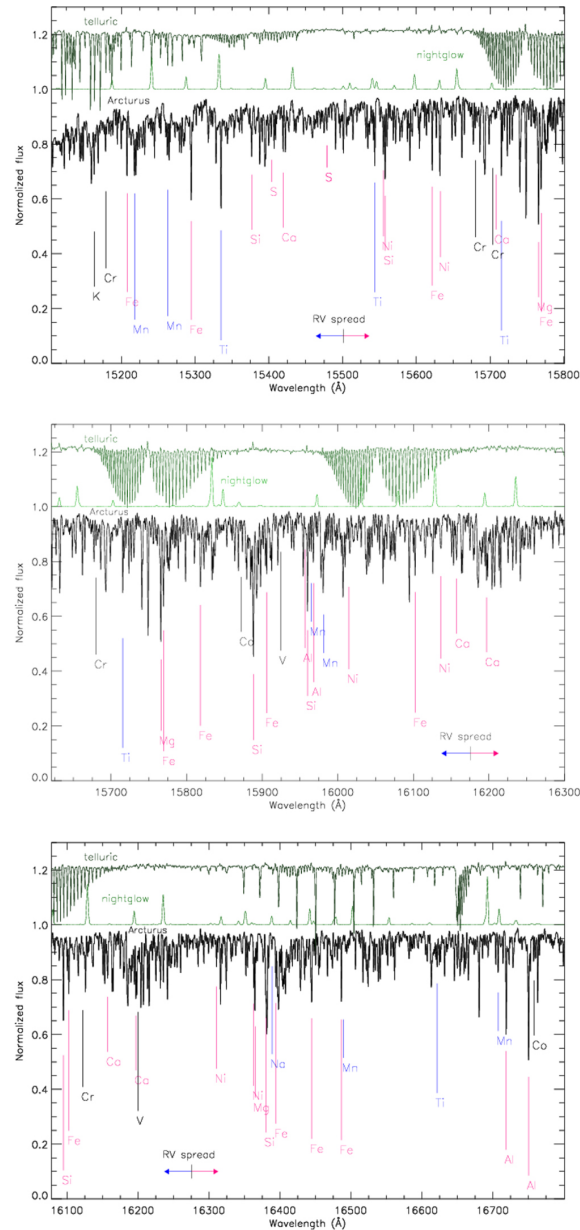 telluric
nightglow
Arcturus
S
S
Si
Ca
Ni
Si
Cr
Ca
Cr
Cr
K
Fe
Mn
Mn
Fe
Ti
Ti
Fe
Ni
Mg
Fe
Ti
RV spread
Normalized flux
1.2
1.0
0.8
0.6
0.4
0.2
0.0
15200 15300 15400 15500 15600 15700 15800
Wavelength (Å)
telluric
nightglow
Arcturus
Cr
Ti
Mg
Fe
Fe
Co
Si
Fe
V
Al
Si
Mn
Al
Mn
Ni
Fe
Ni
Ca
Ca
RV spread
Normalized flux
1.2
1.0
0.8
0.6
0.4
0.2
0.0
15700 15800 15900 16000 16100 16200 16300
Wavelength (Å)
telluric
nightglow
Arcturus
Si
Fe
Cr
Ca
Ca
V
Ni
Ni
Mg
Si
Na
Fe
Fe
Fe
Mn
Ti
Mn
Al
Al
Co
RV spread
Normalized flux
1.2
1.0
0.8
0.6
0.4
0.2
0.0
16100 16200 16300 16400 16500 16600 16700
Wavelength (Å)